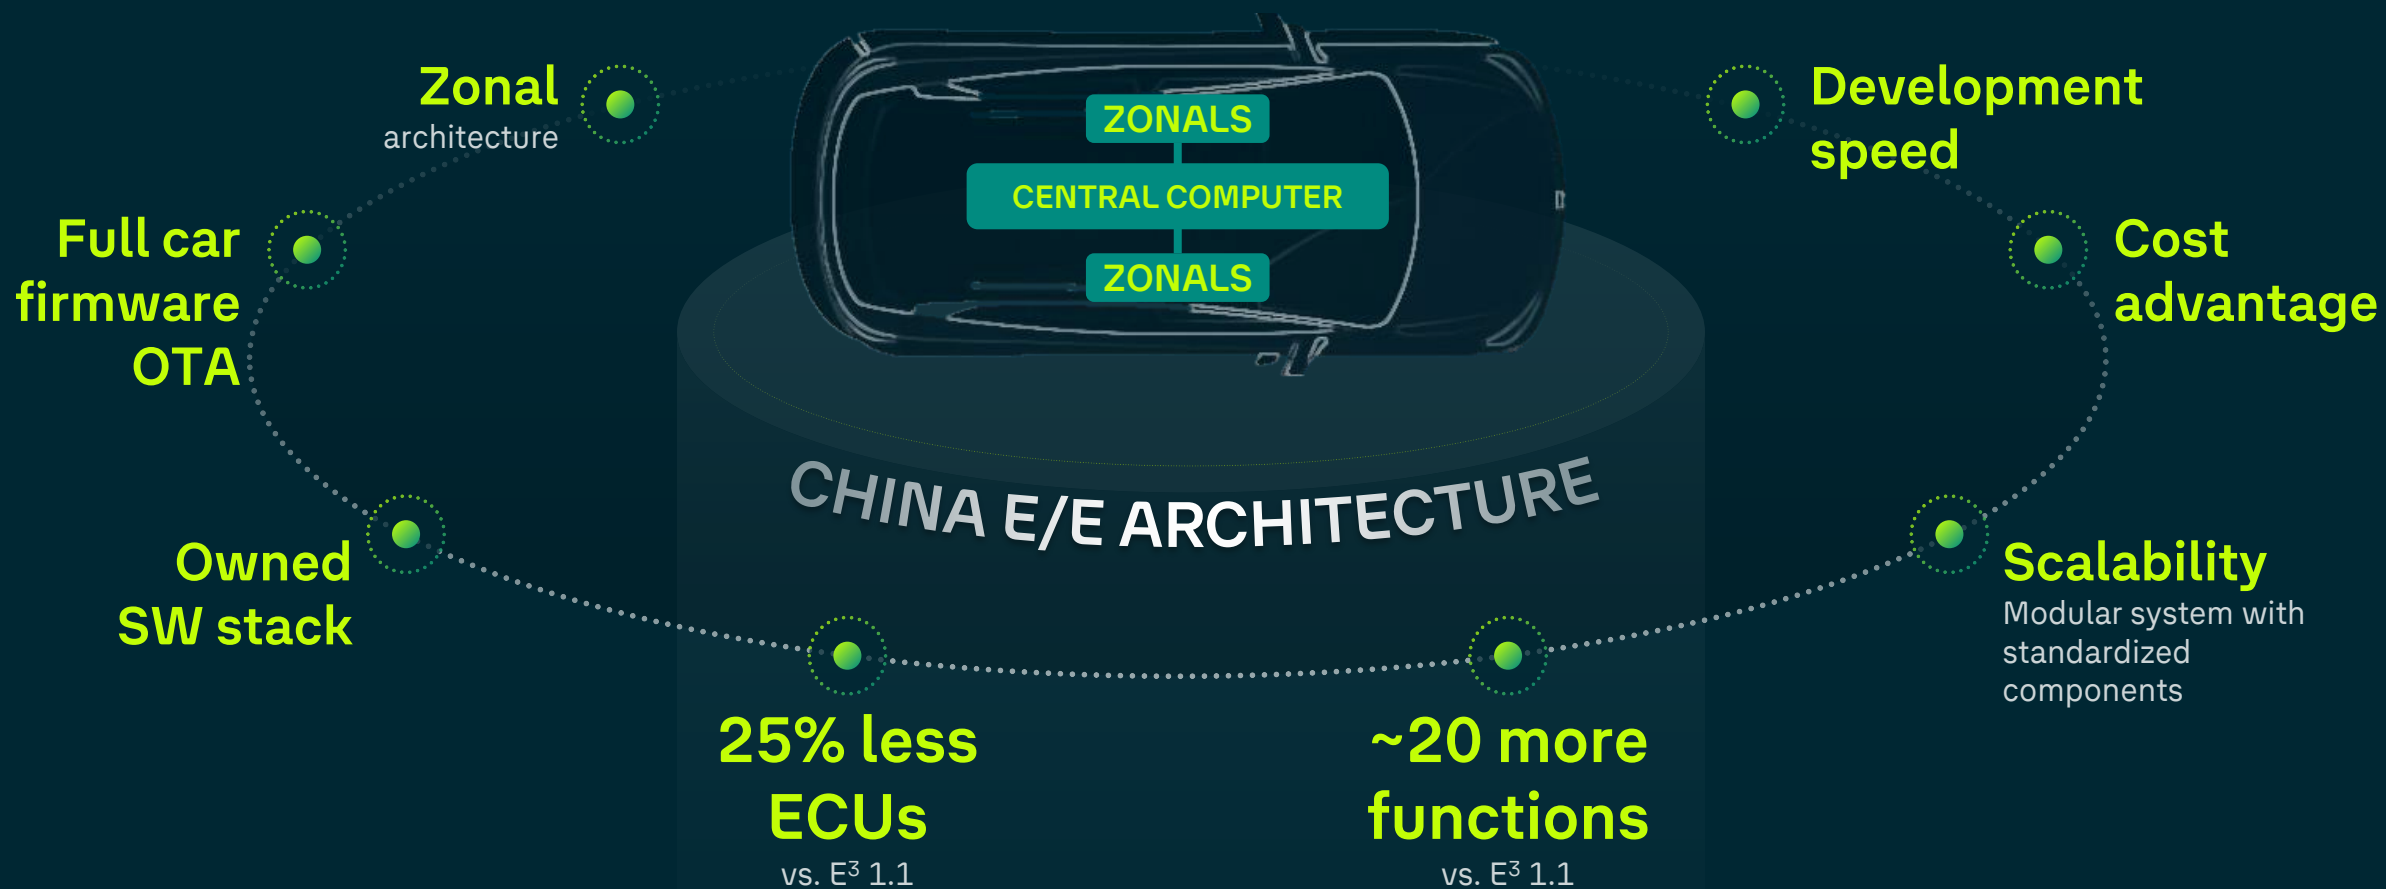 Zonal
architecture
Full car
firmware
OTA
Owned
SW stack
ZONALS
CENTRAL COMPUTER
ZONALS
CHINA E/E ARCHITECTURE
25% less
ECUs
vs. E³ 1.1
~20 more
functions
vs. E³ 1.1
Development
speed
Cost
advantage
Scalability
Modular system with
standardized
components